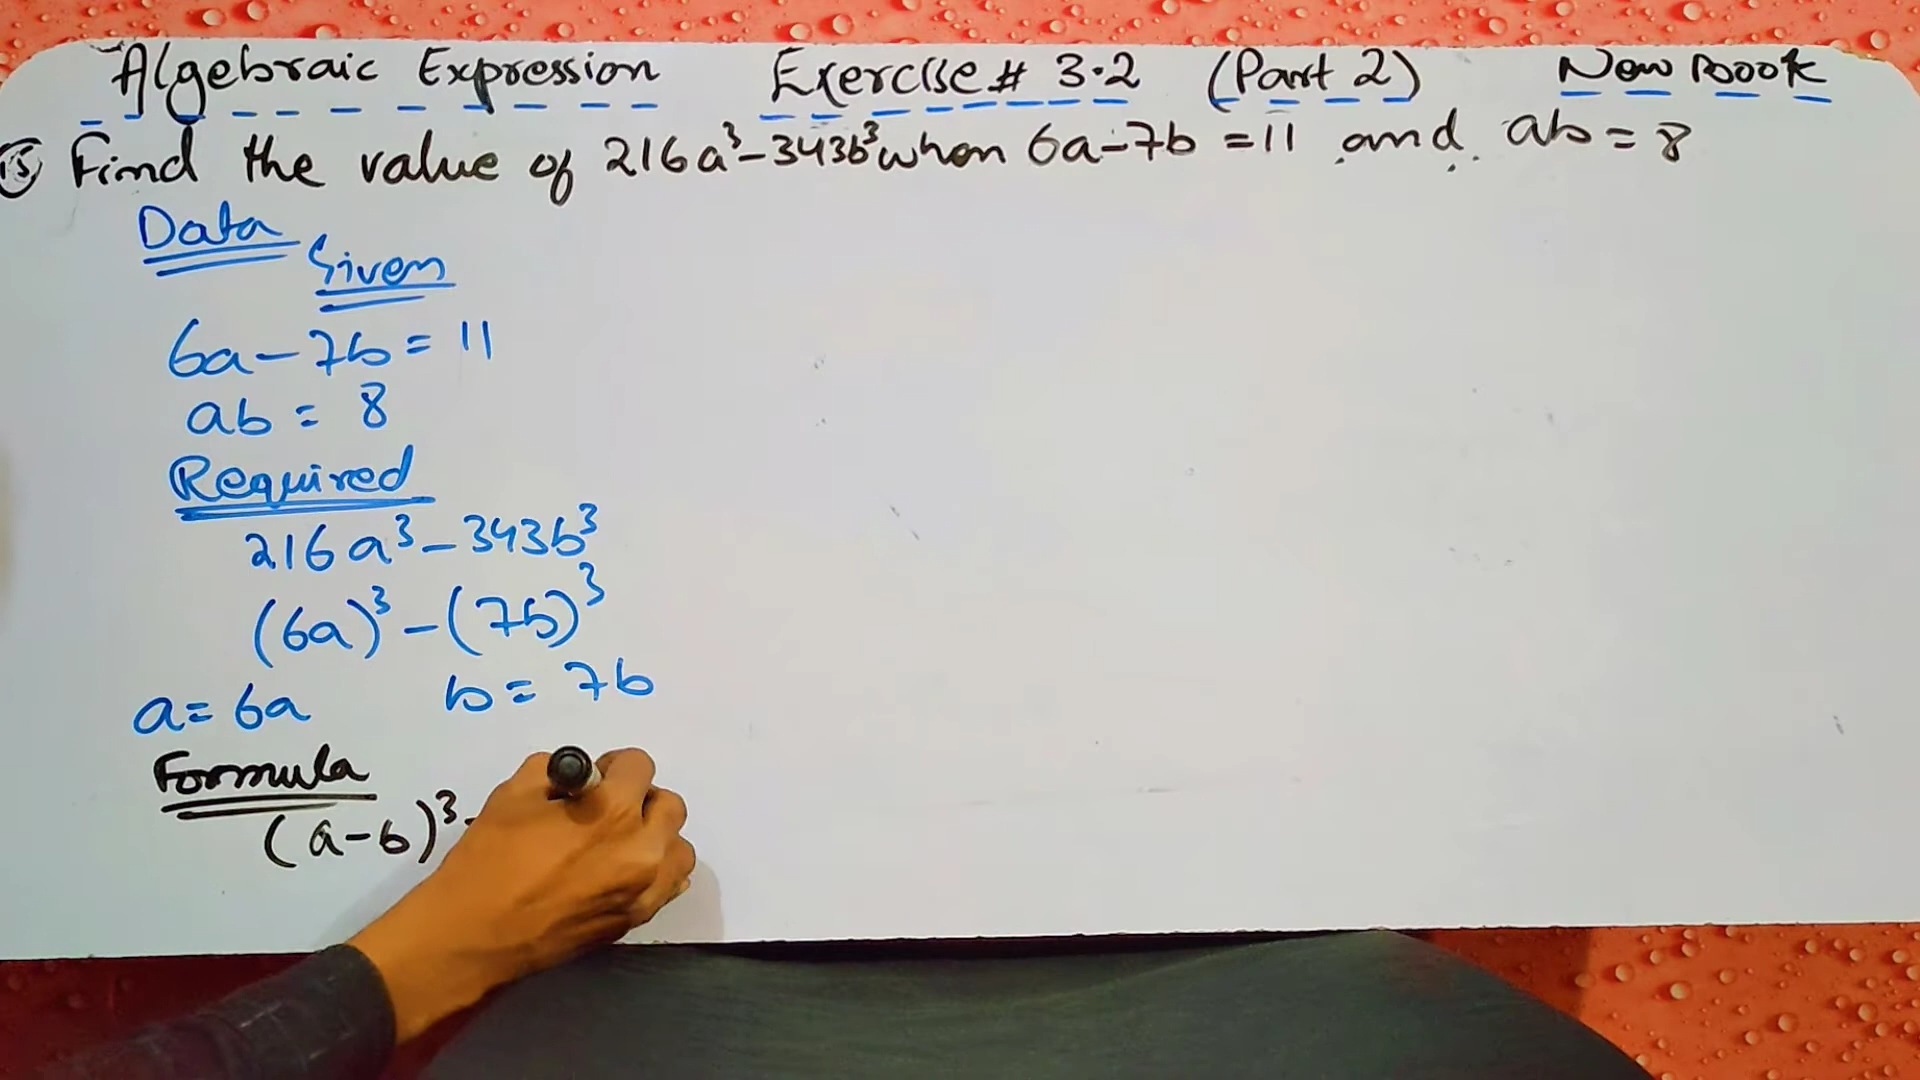 Algebraic Expression Exercise # 3.2 (Part 2) New Book
Find the value of 216a³-343b³ when 6a-7b = 11 and ab = 8
Data
Given
6a-7b = 11
ab = 8
Required
216a³-343b³
(6a)³-(7b)³
a = 6a b = 7b
Formula
(a-b)³